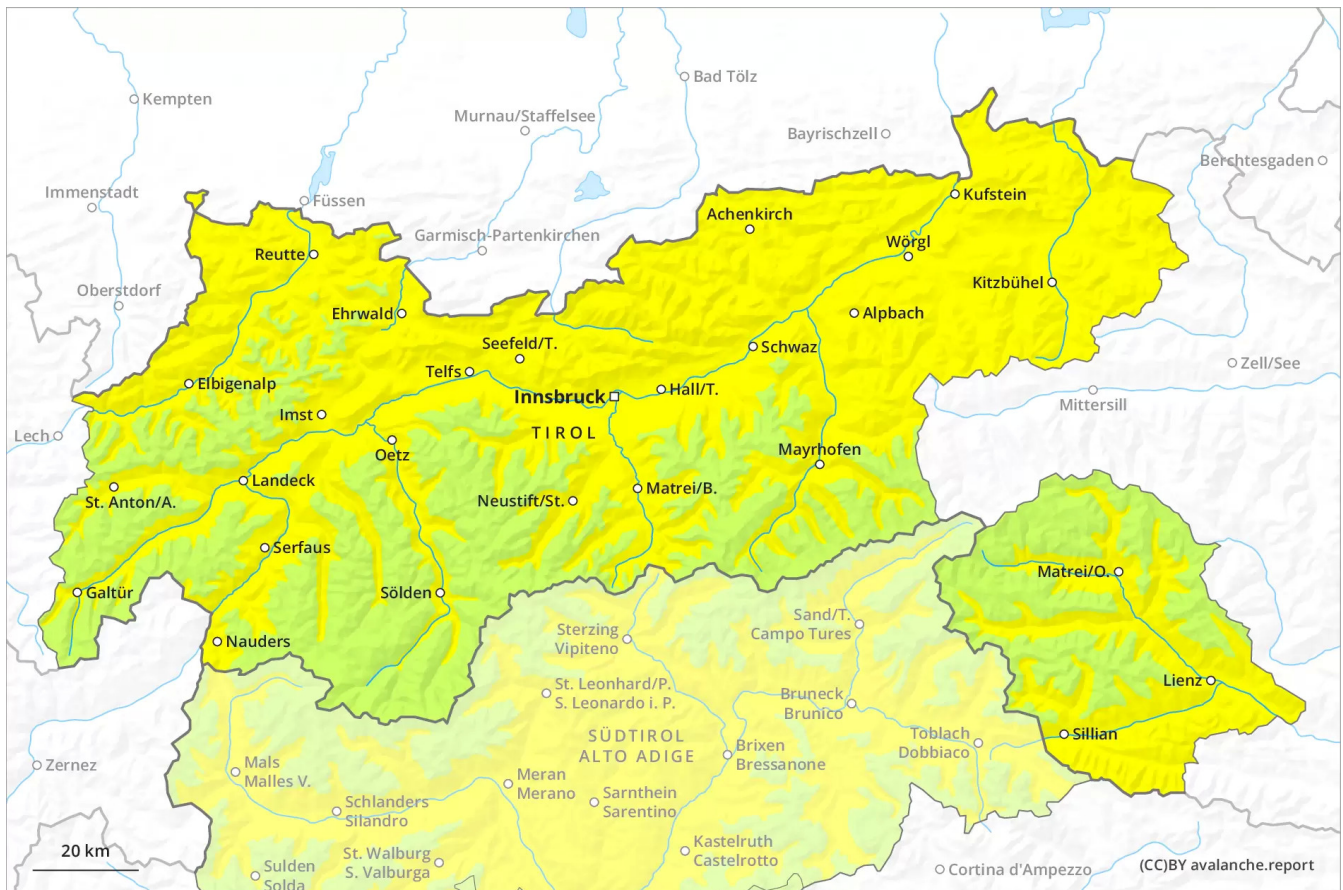 Bad Tölz
Kempten
Murnau/Staffelsee
Bayrischzell
Berchtesgaden
Immenstadt
Füssen
Kufstein
Achenkirch
Garmisch-Partenkirchen
Wörgl
Reutte
Oberstdorf
Kitzbühel
Ehrwald
Alpbach
Seefeld/T.
Schwaz
Zell/See
Telfs
Elbigenalp
Hall/T.
Innsbruck
Mittersill
Imst
TIROL
Lech
Oetz
Mayrhofen
Landeck
Matrei/B.
St. Anton/A.
Neustift/St.
Serfaus
Matrei/O.
Galtür
Sölden
Sand/T.
Campo Tures
Sterzing
Vipiteno
Nauders
Lienz
St. Leonhard/P.
S. Leonardo i. P.
Bruneck
Brunico
Sillian
Toblach
Dobbiaco
SÜDTIROL
ALTO ADIGE
Brixen
Bressanone
Zernez
Mals
Malles V.
Meran
Merano
Sarnthein
Sarentino
Schlanders
Silandro
Kastelruth
Castelrotto
20 km
St. Walburg
S. Valburga
Sulden
Solda
Cortina d'Ampezzo
(CC)BY avalanche.report